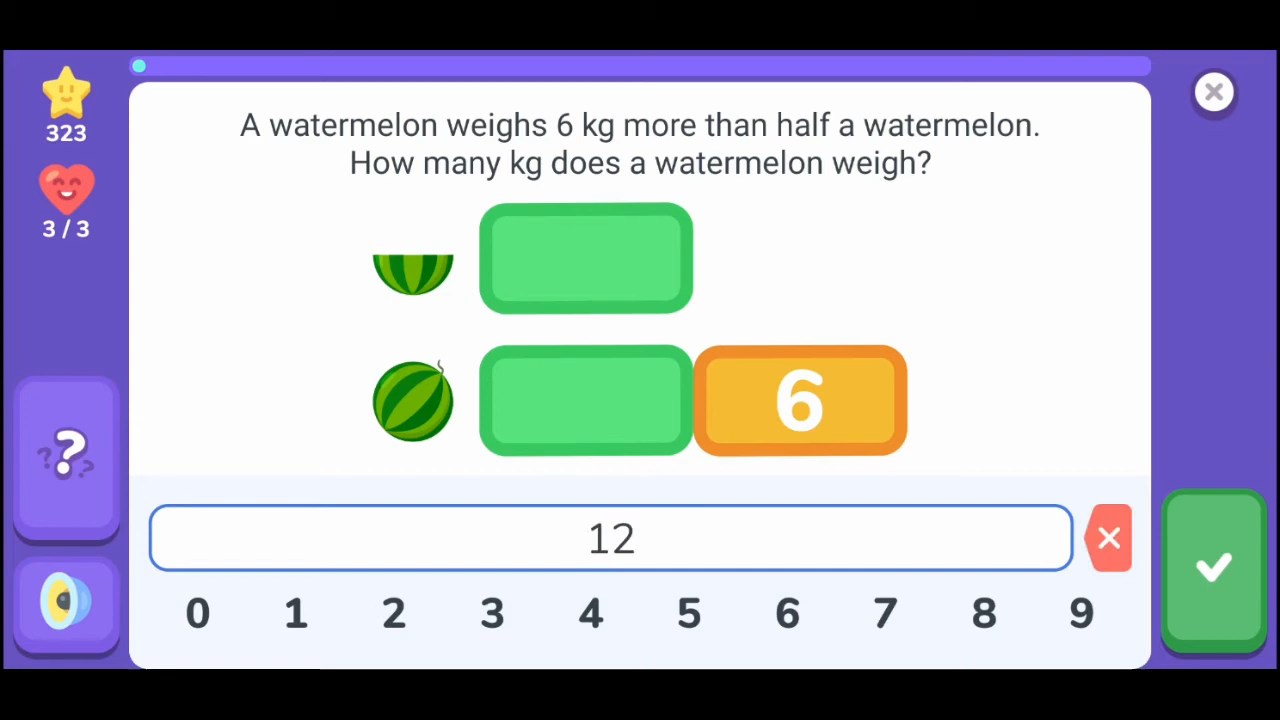 323
3 / 3
A watermelon weighs 6 kg more than half a watermelon.
How many kg does a watermelon weigh?
6
???
12
0 1 2 3 4 5 6 7 8 9